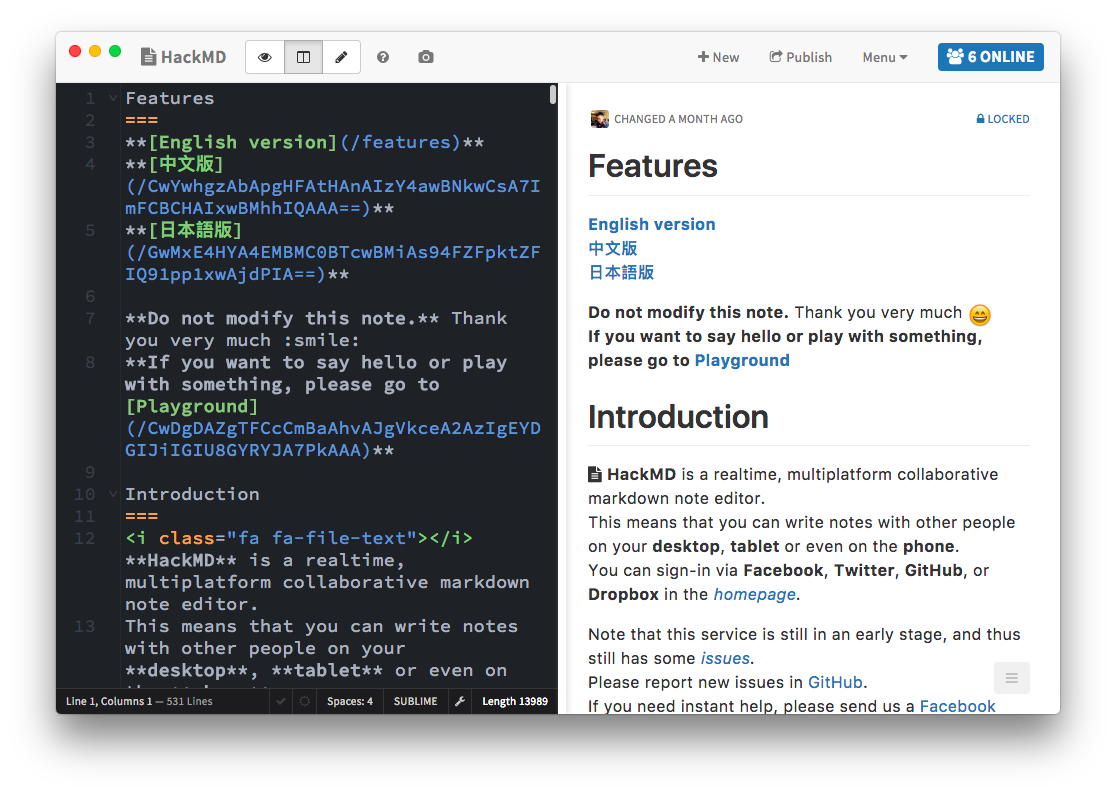 HackMD
New
Publish
Menu
6 ONLINE
1
Features
2
===
3
**[English version](/features)**
4
**[中文版]
(/CwYwhgzAbApgHFAtHAnAIzY4awBNkwCsA7I
mFCBCHAIxwBMhhIQAAA==)**
5
**[日本語版]
(/GwMxE4HYA4EMBMC0BTcwBMiAs94FZFpktZF
IQ91pp1xwAjdPIA==)**
6
7
**Do not modify this note.** Thank
you very much :smile:
8
**If you want to say hello or play
with something, please go to
[Playground]
(/CwDgDAZgTFCcCmBaAhvAJgVkceA2AzIgEYD
GIJiIGIU8GYRYJA7PkAAA)**
9
10
Introduction
11
===
12
<i class="fa fa-file-text"></i>
**HackMD** is a realtime,
multiplatform collaborative markdown
note editor.
13
This means that you can write notes
with other people on your
**desktop**, **tablet** or even on
Line 1, Columns 1 — 531 Lines
Spaces: 4
SUBLIME
Length 13989
CHANGED A MONTH AGO
LOCKED
Features
English version
中文版
日本語版
Do not modify this note. Thank you very much
If you want to say hello or play with something,
please go to Playground
Introduction
HackMD is a realtime, multiplatform collaborative
markdown note editor.
This means that you can write notes with other people
on your desktop, tablet or even on the phone.
You can sign-in via Facebook, Twitter, GitHub, or
Dropbox in the homepage.
Note that this service is still in an early stage, and thus
still has some issues.
Please report new issues in GitHub.
If you need instant help, please send us a Facebook